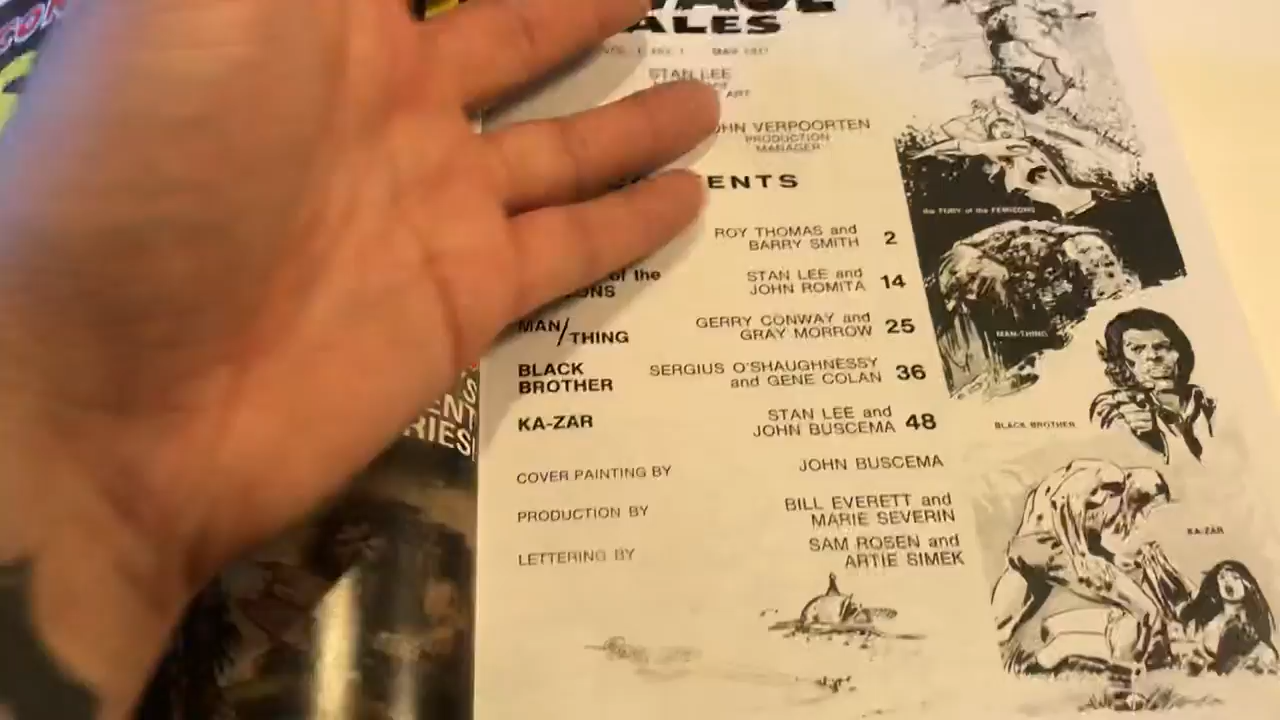 ALES
STAN LEE
ART
OHN VERPOORTEN
PRODUCTION
MANAGER
ENTS
ROY THOMAS and
BARRY SMITH 2
of the
ONS
STAN LEE and
JOHN ROMITA 14
MAN/THING
GERRY CONWAY and
GRAY MORROW 25
BLACK
BROTHER
SERGIUS O'SHAUGHNESSY
and GENE COLAN 36
KA-ZAR
STAN LEE and
JOHN BUSCEMA 48
COVER PAINTING BY
JOHN BUSCEMA
PRODUCTION BY
BILL EVERETT and
MARIE SEVERIN
LETTERING BY
SAM ROSEN and
ARTIE SIMEK
the FURY of the FEMIZONS
MAN-THING
BLACK BROTHER
KA-ZAR
ENT
RIES